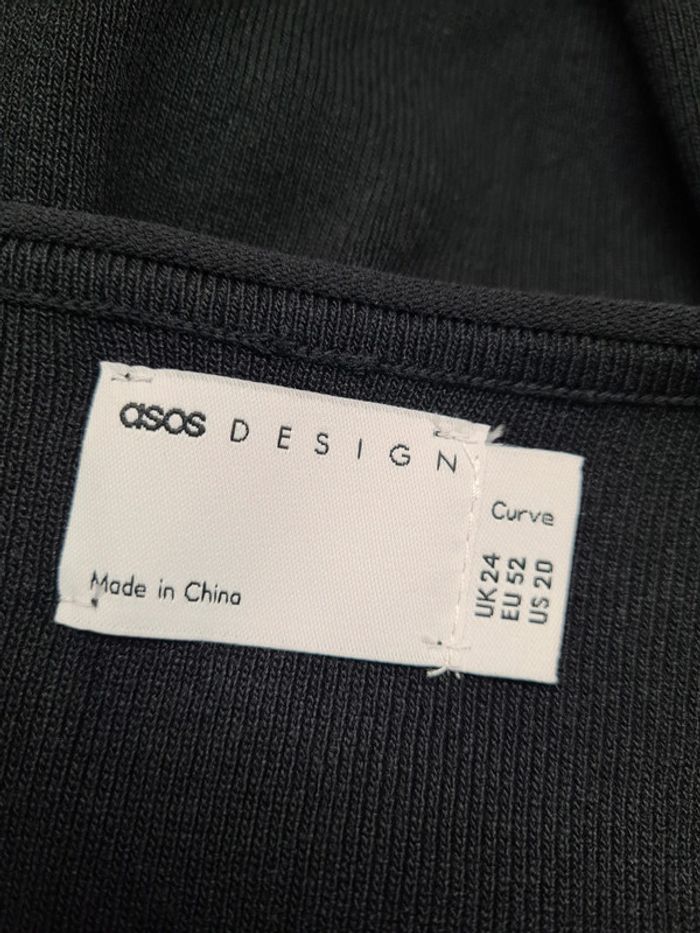 asos DESIGN
Made in China
Curve
UK 24
EU 52
US 20